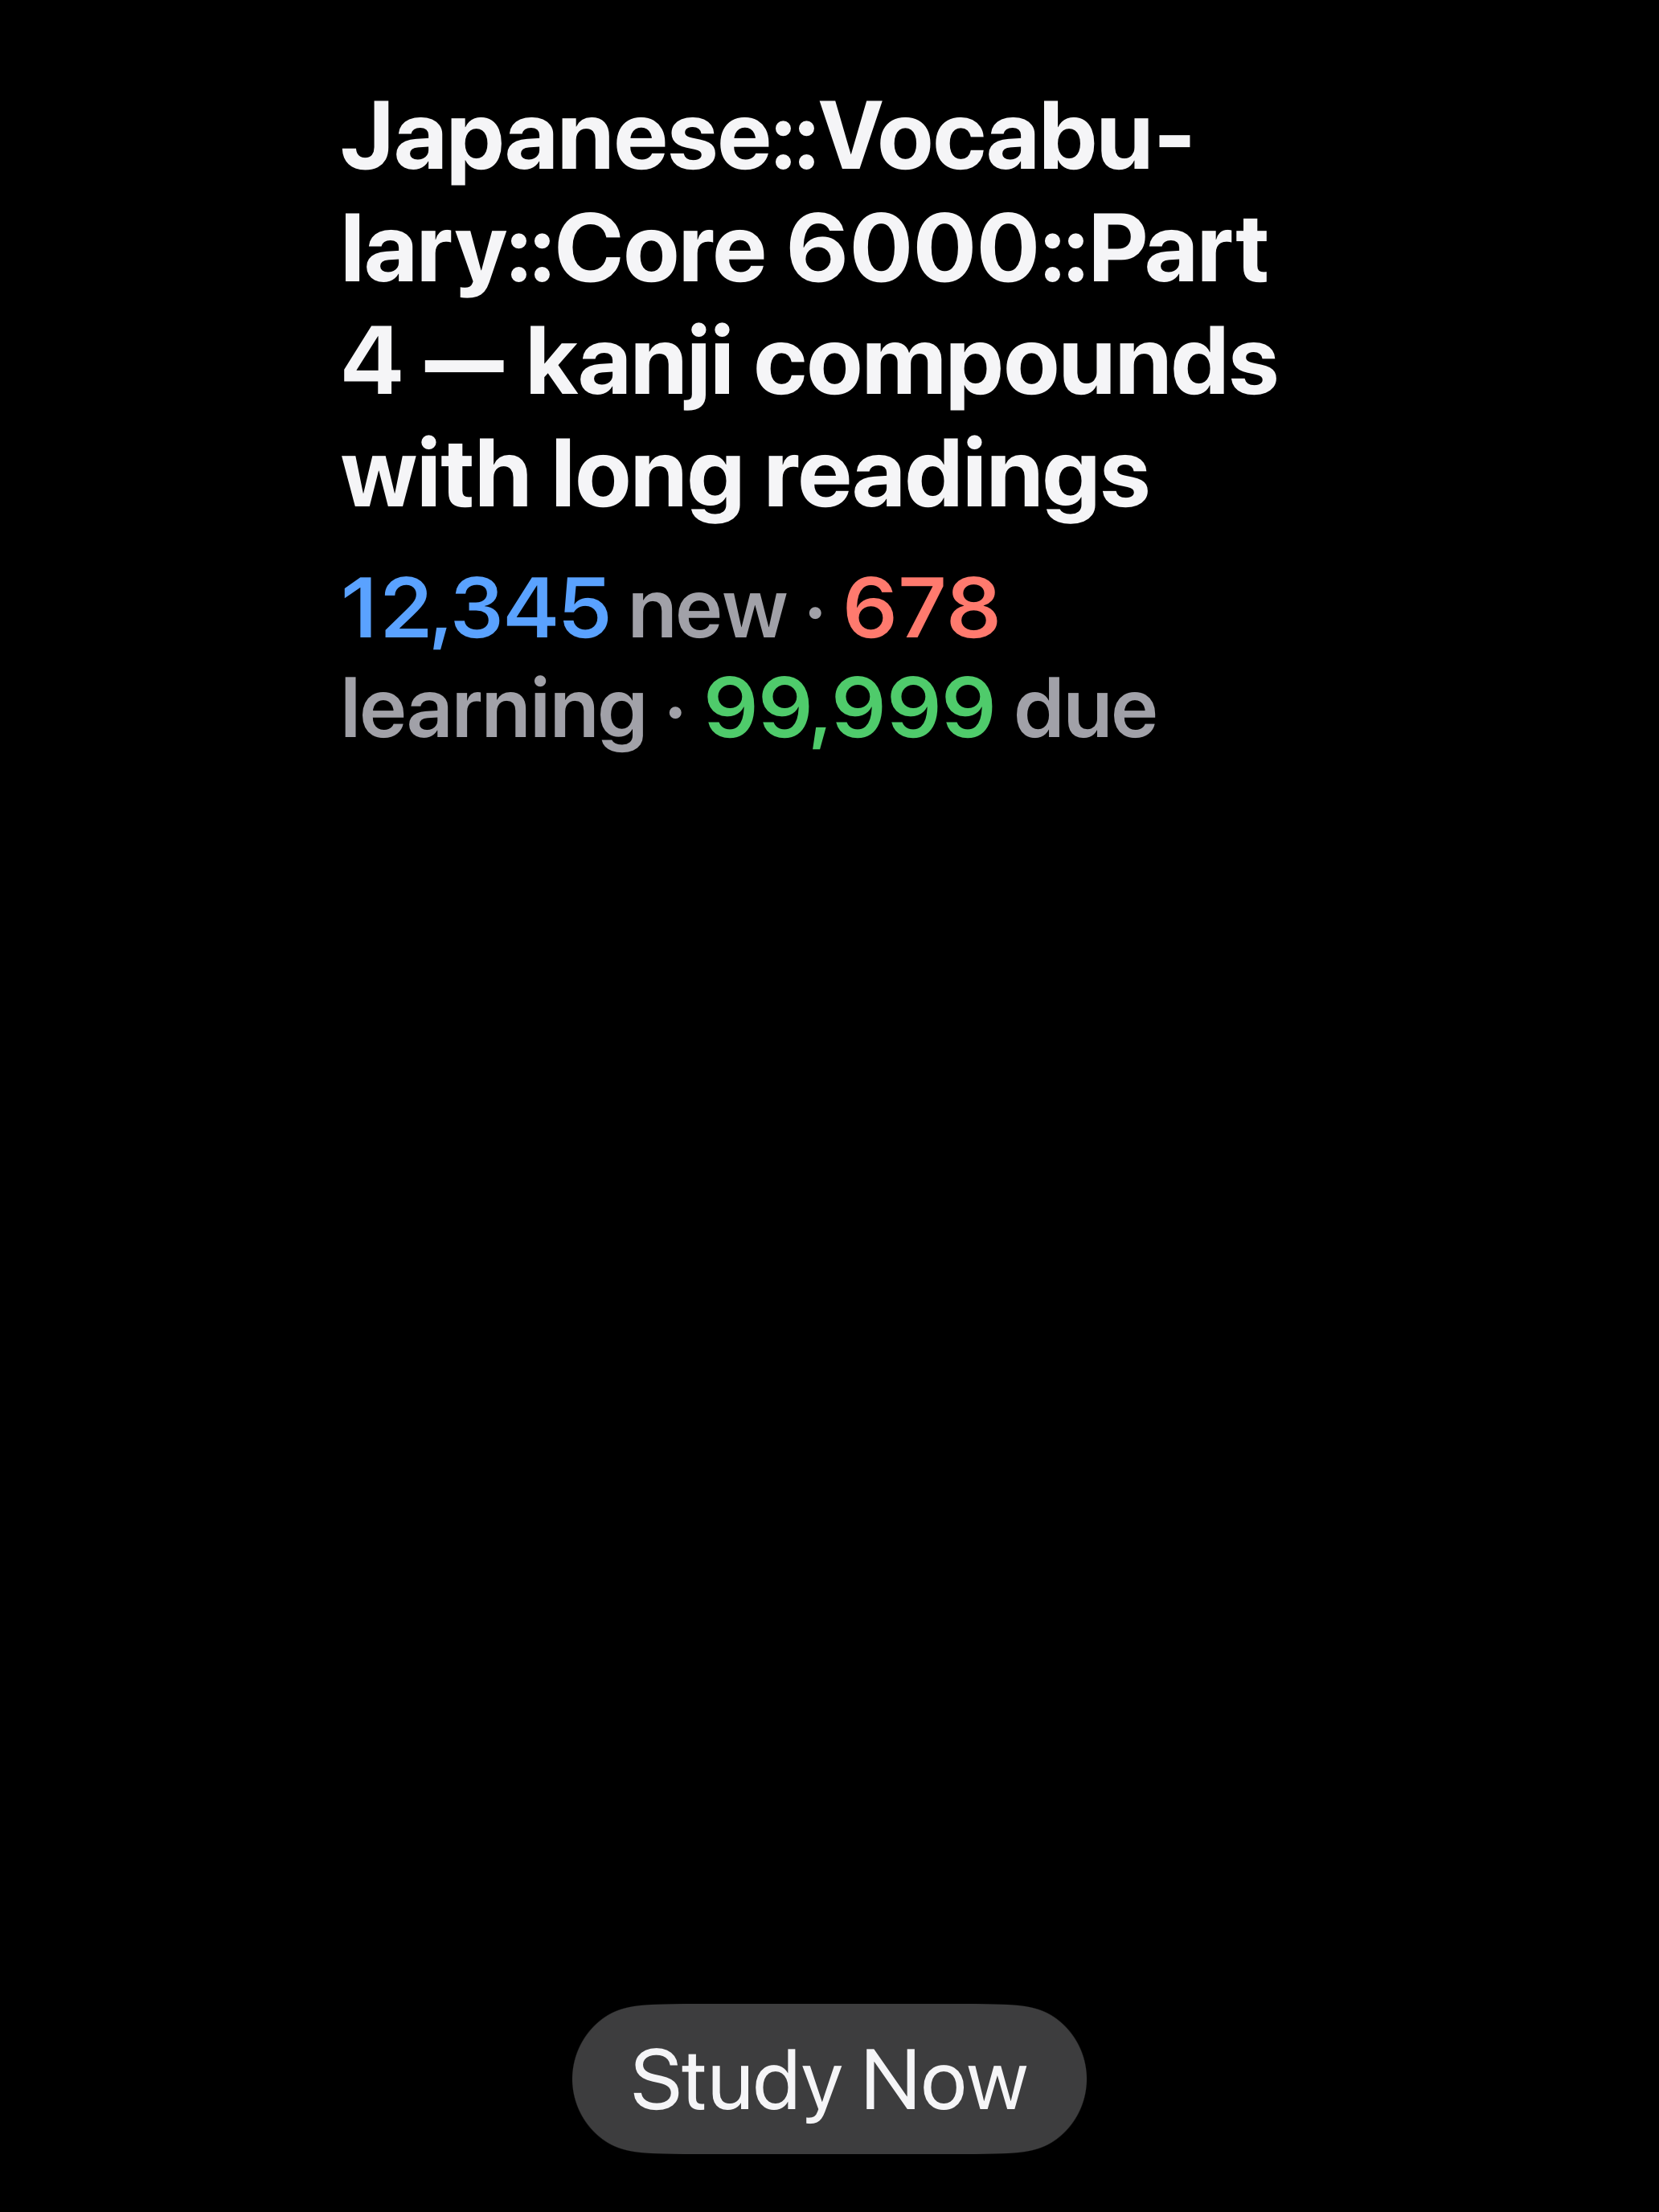 Japanese::Vocabu-
lary::Core 6000::Part
4 — kanji compounds
with long readings
12,345 new · 678
learning · 99,999 due
Study Now